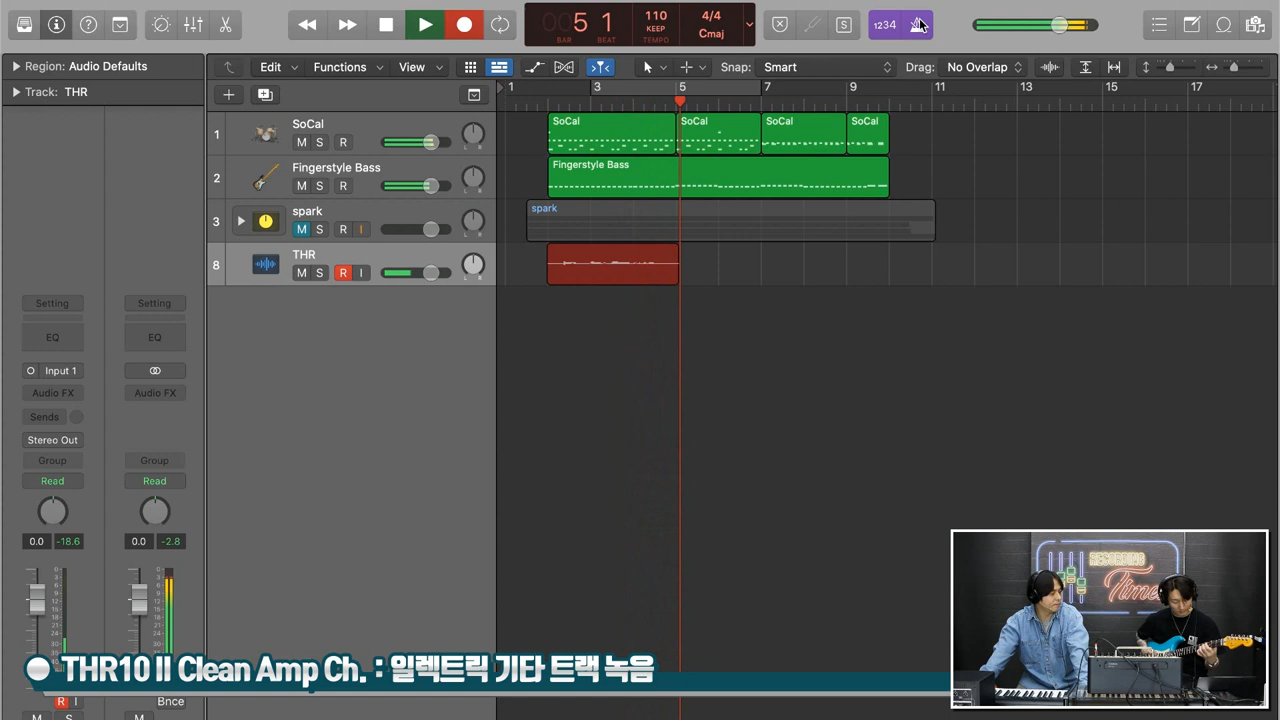 5 1
BAR BEAT
110
TEMPO
4/4
Cmaj
S
1234
Region: Audio Defaults
Edit Functions View
Snap: Smart
Drag: No Overlap
Track: THR
1 3 5 7 9 11 13 15 17
1 SoCal
M S R
SoCal SoCal SoCal SoCal
2 Fingerstyle Bass
M S R
Fingerstyle Bass
3 spark
M S R I
spark
8 THR
M S R I
Setting Setting
EQ EQ
Input 1
Audio FX Audio FX
Sends
Stereo Out
Group Group
Read Read
0.0 -18.6 0.0 -2.8
R I Bnce
M S M
RECORDING
Time
THR10 II Clean Amp Ch. : 일렉트릭 기타 트랙 녹음